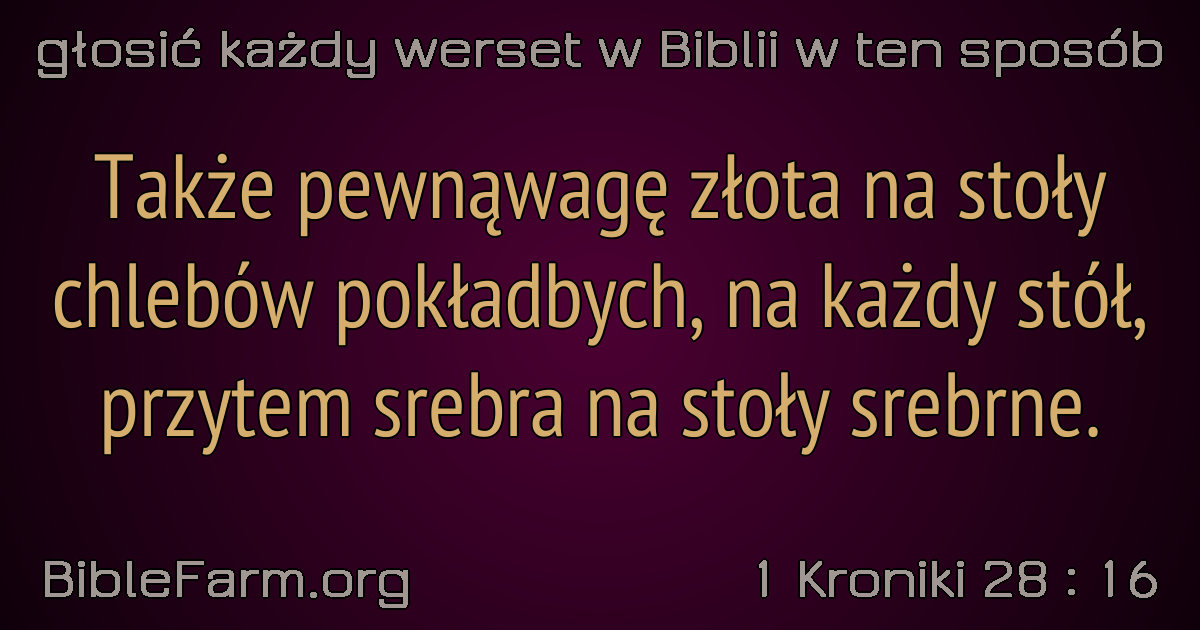 głosić każdy werset w Biblii w ten sposób
Także pewnąwagę złota na stoły
chlebów pokładbych, na każdy stół,
przytem srebra na stoły srebrne.
BibleFarm.org
1 Kroniki 28 : 16